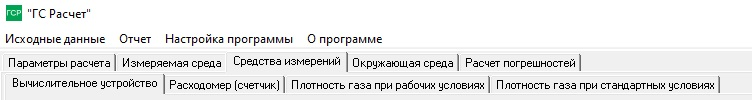 ГСР "ГС Расчет"
Исходные данные Отчет Настройка программы О программе
Параметры расчета Измеряемая среда Средства измерений Окружающая среда Расчет погрешностей
Вычислительное устройство Расходомер (счетчик) Плотность газа при рабочих условиях Плотность газа при стандартных условиях